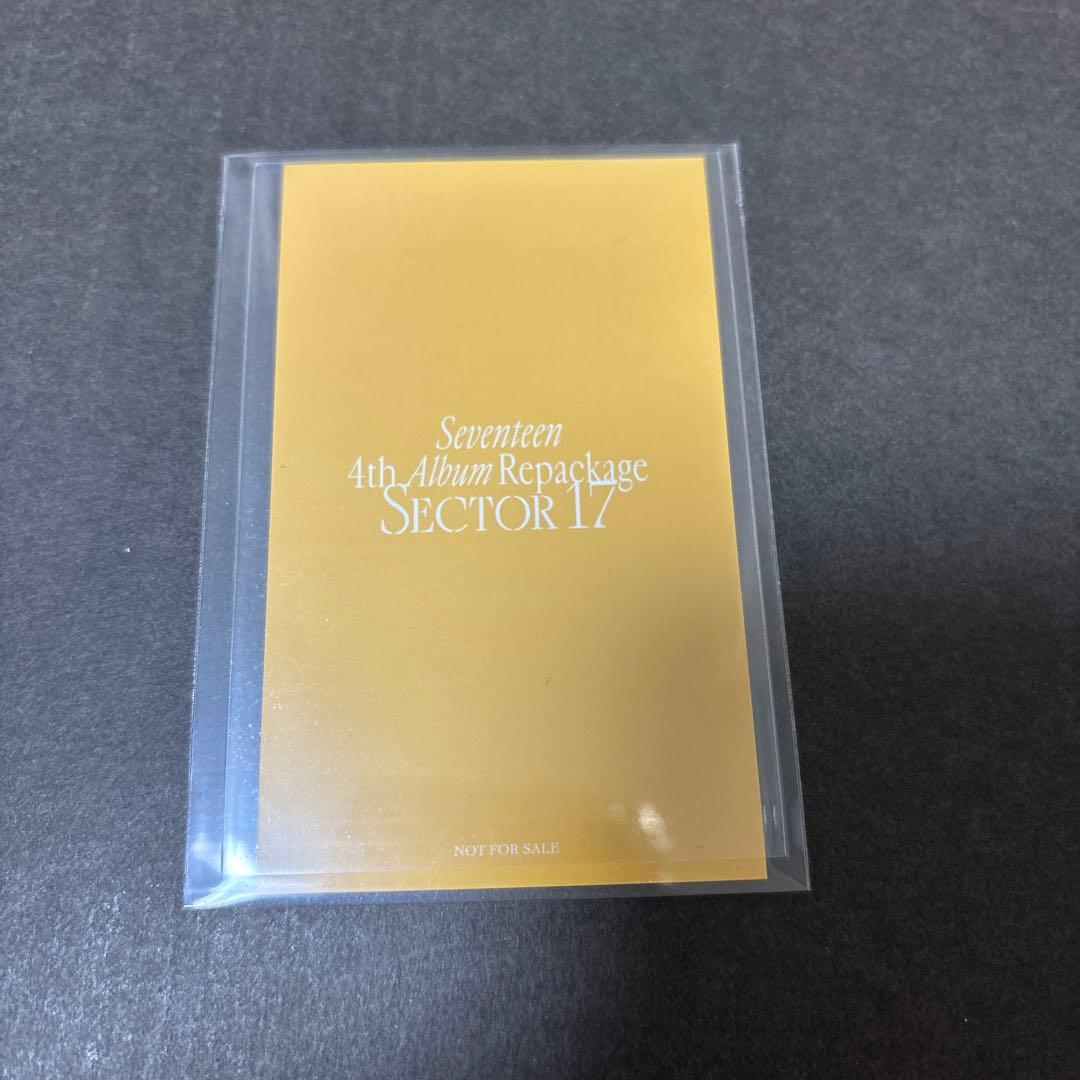 Seventeen
4th Album Repackage
SECTOR 17
NOT FOR SALE